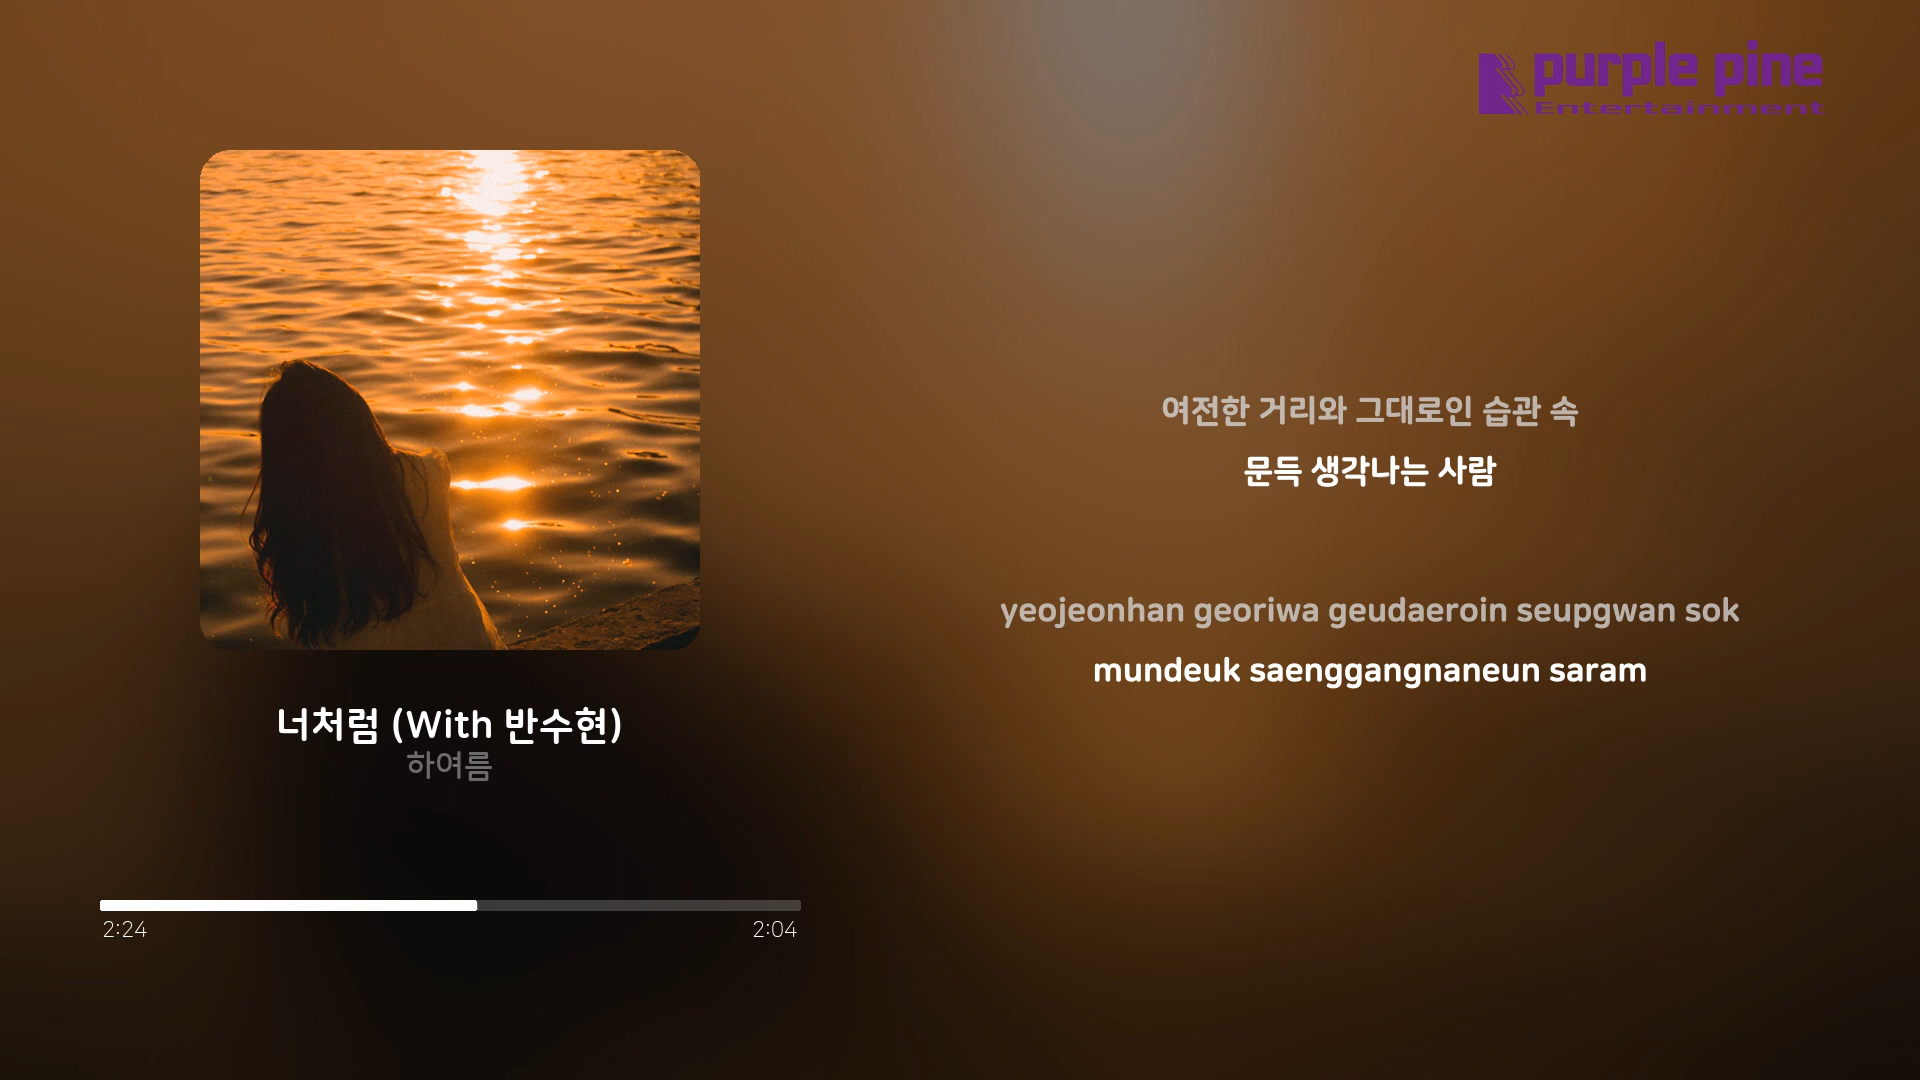 purple pine
Entertainment
여전한 거리와 그대로인 습관 속
문득 생각나는 사람
yeojeonhan georiwa geudaeroin seupgwan sok
mundeuk saenggangnaneun saram
너처럼 (With 반수현)
하여름
2:24
2:04